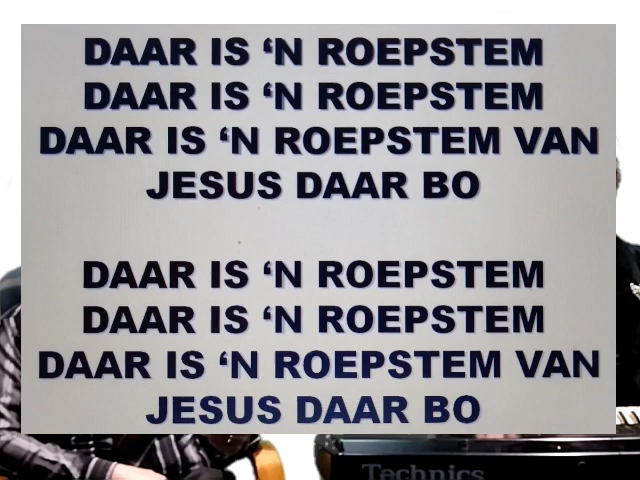 DAAR IS ‘N ROEPSTEM
DAAR IS ‘N ROEPSTEM
DAAR IS ‘N ROEPSTEM VAN
JESUS DAAR BO
DAAR IS ‘N ROEPSTEM
DAAR IS ‘N ROEPSTEM
DAAR IS ‘N ROEPSTEM VAN
JESUS DAAR BO
Technics